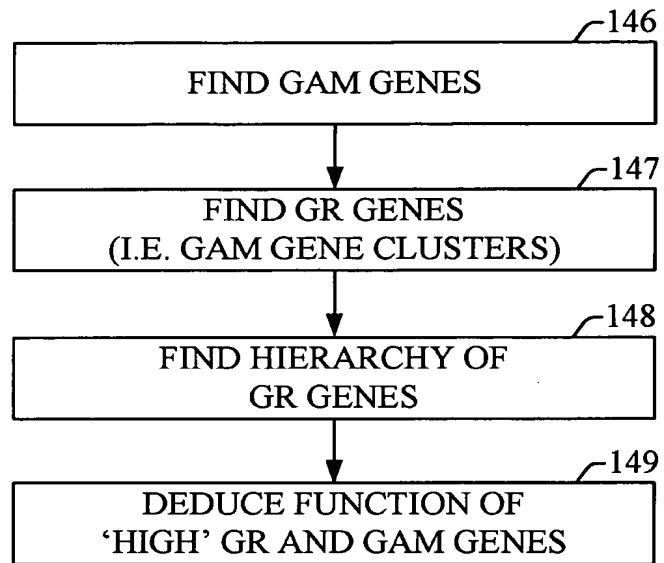 146
FIND GAM GENES
147
FIND GR GENES
(I.E. GAM GENE CLUSTERS)
148
FIND HIERARCHY OF
GR GENES
149
DEDUCE FUNCTION OF
‘HIGH’ GR AND GAM GENES